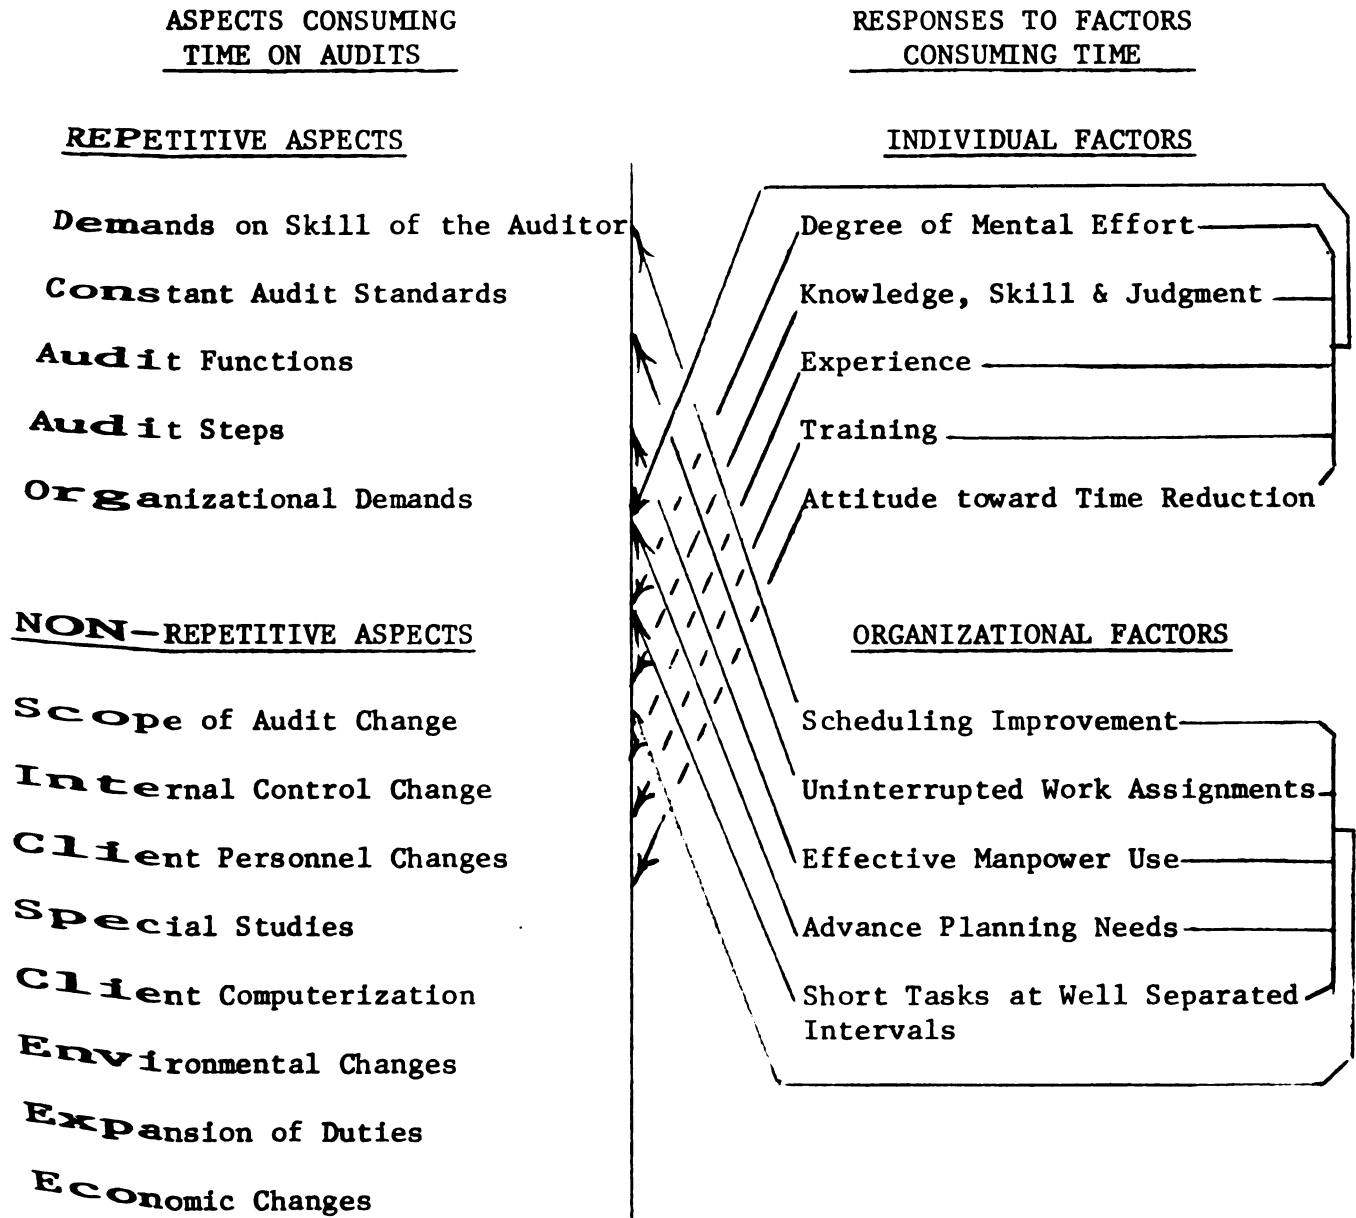 ASPECTS CONSUMING
TIME ON AUDITS
REPETITIVE ASPECTS
Demands on Skill of the Auditor
Constant Audit Standards
Audit Functions
Audit Steps
Organizational Demands
NON-REPETITIVE ASPECTS
Scope of Audit Change
Internal Control Change
Client Personnel Changes
Special Studies
Client Computerization
Environmental Changes
Expansion of Duties
Economic Changes
RESPONSES TO FACTORS
CONSUMING TIME
INDIVIDUAL FACTORS
Degree of Mental Effort
Knowledge, Skill & Judgment
Experience
Training
Attitude toward Time Reduction
ORGANIZATIONAL FACTORS
Scheduling Improvement
Uninterrupted Work Assignments
Effective Manpower Use
Advance Planning Needs
Short Tasks at Well Separated
Intervals